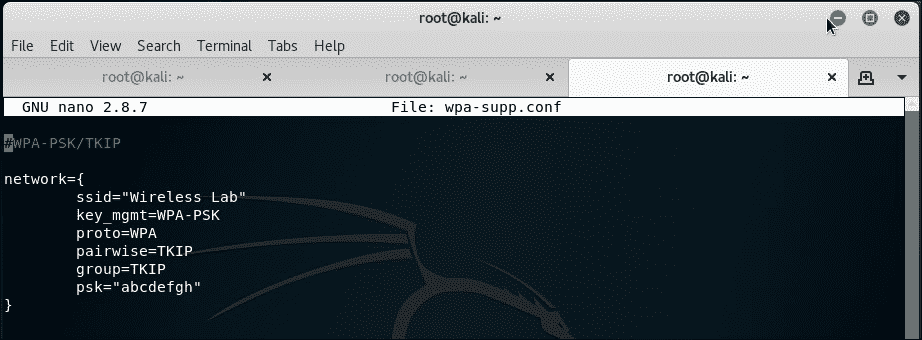 root@kali: ~
File Edit View Search Terminal Tabs Help
root@kali: ~ root@kali: ~ root@kali: ~
GNU nano 2.8.7 File: wpa-supp.conf
#WPA-PSK/TKIP
network={
ssid="Wireless Lab"
key_mgmt=WPA-PSK
proto=WPA
pairwise=TKIP
group=TKIP
psk="abcdefgh"
}